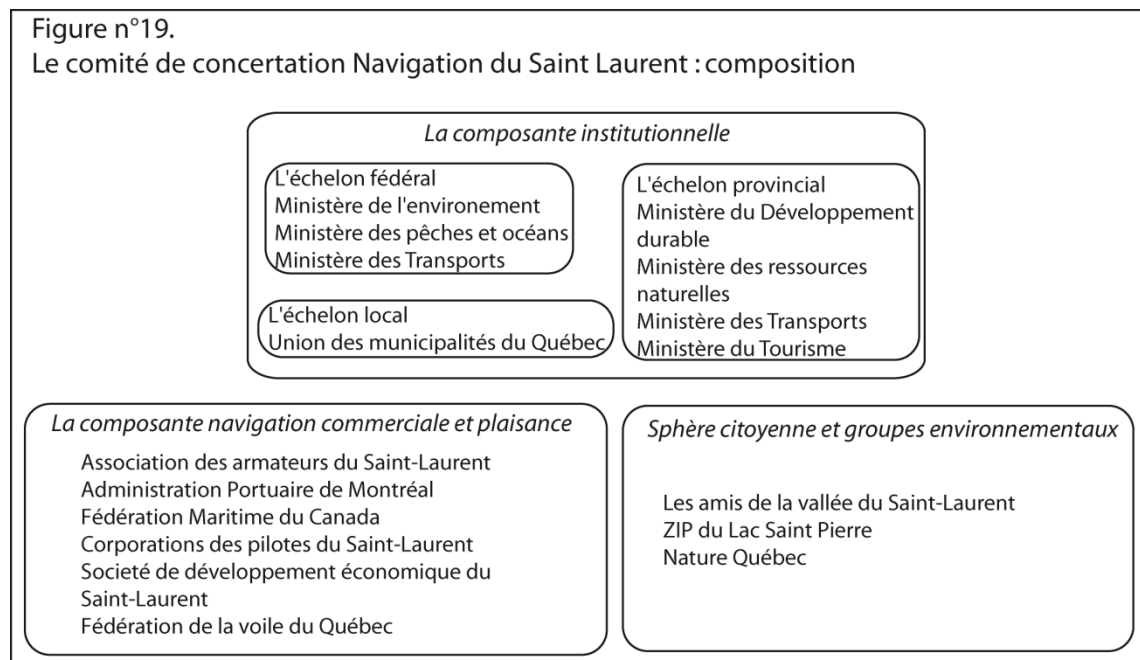 Figure n°19.
Le comité de concertation Navigation du Saint Laurent : composition
La composante institutionnelle
L'échelon fédéral
Ministère de l'environement
Ministère des pêches et océans
Ministère des Transports
L'échelon local
Union des municipalités du Québec
L'échelon provincial
Ministère du Développement
durable
Ministère des ressources
naturelles
Ministère des Transports
Ministère du Tourisme
La composante navigation commerciale et plaisance
Association des armateurs du Saint-Laurent
Administration Portuaire de Montréal
Fédération Maritime du Canada
Corporations des pilotes du Saint-Laurent
Societé de développement économique du
Saint-Laurent
Fédération de la voile du Québec
Sphère citoyenne et groupes environnementaux
Les amis de la vallée du Saint-Laurent
ZIP du Lac Saint Pierre
Nature Québec